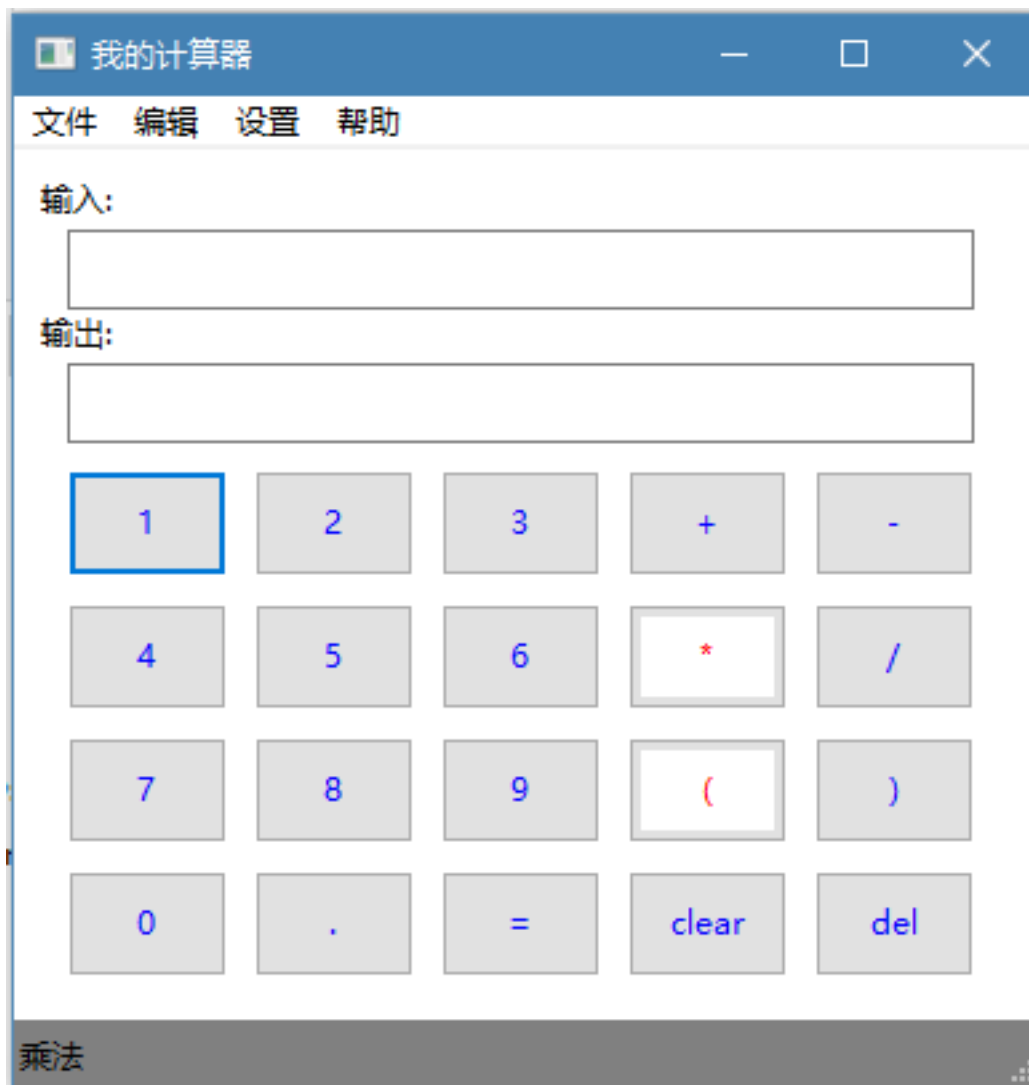 我的计算器
文件 编辑 设置 帮助
输入:
输出:
1 2 3 + -
4 5 6 * /
7 8 9 ( )
0 . = clear del
乘法